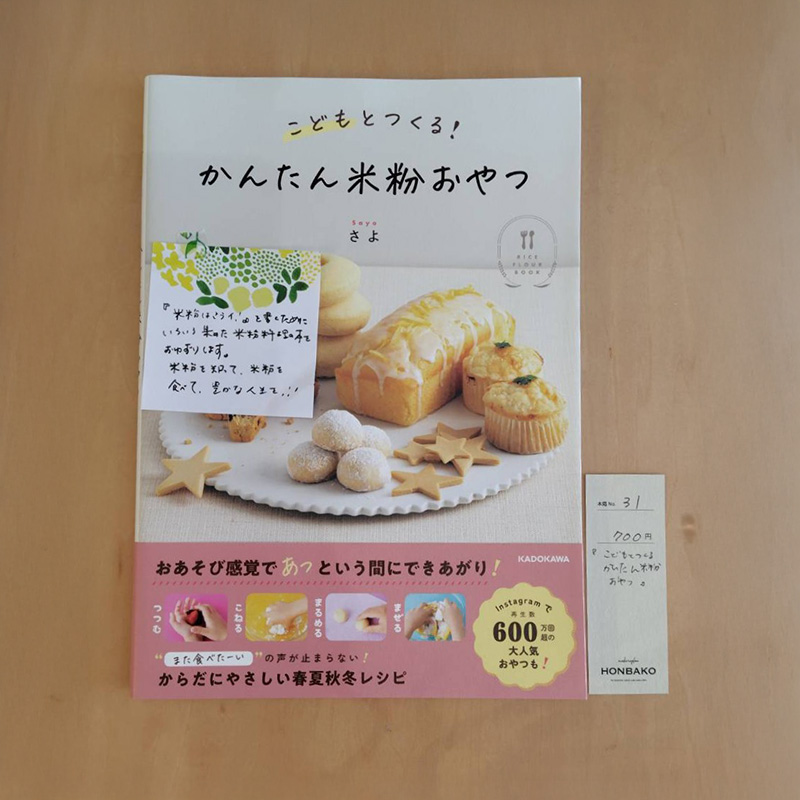 こどもとつくる!
かんたん米粉おやつ
Saya
さよ
RICE
FLOUR
BOOK
『米粉はこうイ!』と書くために
いろいろ集めた米粉料理の本を
おゆずりします。
米粉を知って、米粉を
食べて、豊かな人生を!!
おあそび感覚であっという間にできあがり!
KADOKAWA
つつむ
こねる
まるめる
まぜる
Instagramで
再生数
600万回超の
大人気
おやつも!
"また食べたーい"の声が止まらない!
からだにやさしい春夏秋冬レシピ
本箱No. 31
700円
『こどもとつくる
かんたん米粉
おやつ』
HONBAKO